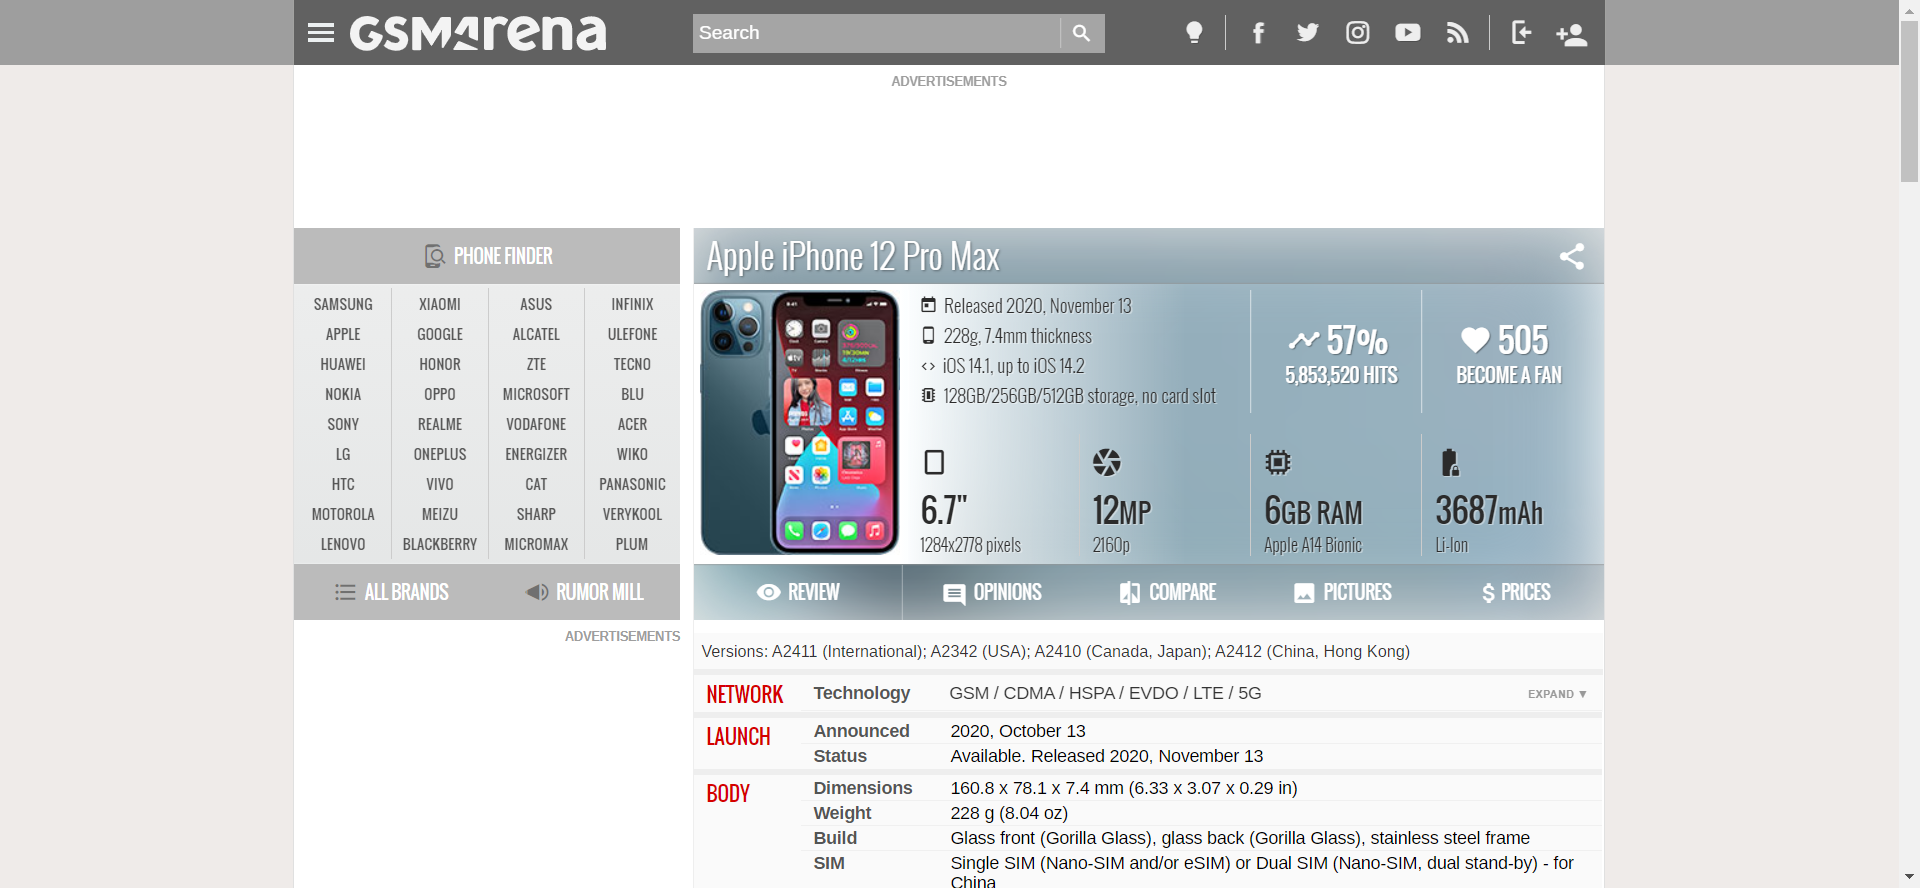 GSMArena
Search
ADVERTISEMENTS
PHONE FINDER
SAMSUNG XIAOMI ASUS INFINIX
APPLE GOOGLE ALCATEL ULEFONE
HUAWEI HONOR ZTE TECNO
NOKIA OPPO MICROSOFT BLU
SONY REALME VODAFONE ACER
LG ONEPLUS ENERGIZER WIKO
HTC VIVO CAT PANASONIC
MOTOROLA MEIZU SHARP VERYKOOL
LENOVO BLACKBERRY MICROMAX PLUM
ALL BRANDS RUMOR MILL
ADVERTISEMENTS
Apple iPhone 12 Pro Max
Released 2020, November 13
228g, 7.4mm thickness
iOS 14.1, up to iOS 14.2
128GB/256GB/512GB storage, no card slot
57%
5,853,520 HITS
505
BECOME A FAN
6.7"
1284x2778 pixels
12MP
2160p
6GB RAM
Apple A14 Bionic
3687mAh
Li-Ion
REVIEW OPINIONS COMPARE PICTURES PRICES
Versions: A2411 (International); A2342 (USA); A2410 (Canada, Japan); A2412 (China, Hong Kong)
NETWORK Technology GSM / CDMA / HSPA / EVDO / LTE / 5G EXPAND ▼
LAUNCH Announced 2020, October 13
Status Available. Released 2020, November 13
BODY Dimensions 160.8 x 78.1 x 7.4 mm (6.33 x 3.07 x 0.29 in)
Weight 228 g (8.04 oz)
Build Glass front (Gorilla Glass), glass back (Gorilla Glass), stainless steel frame
SIM Single SIM (Nano-SIM and/or eSIM) or Dual SIM (Nano-SIM, dual stand-by) - for
China